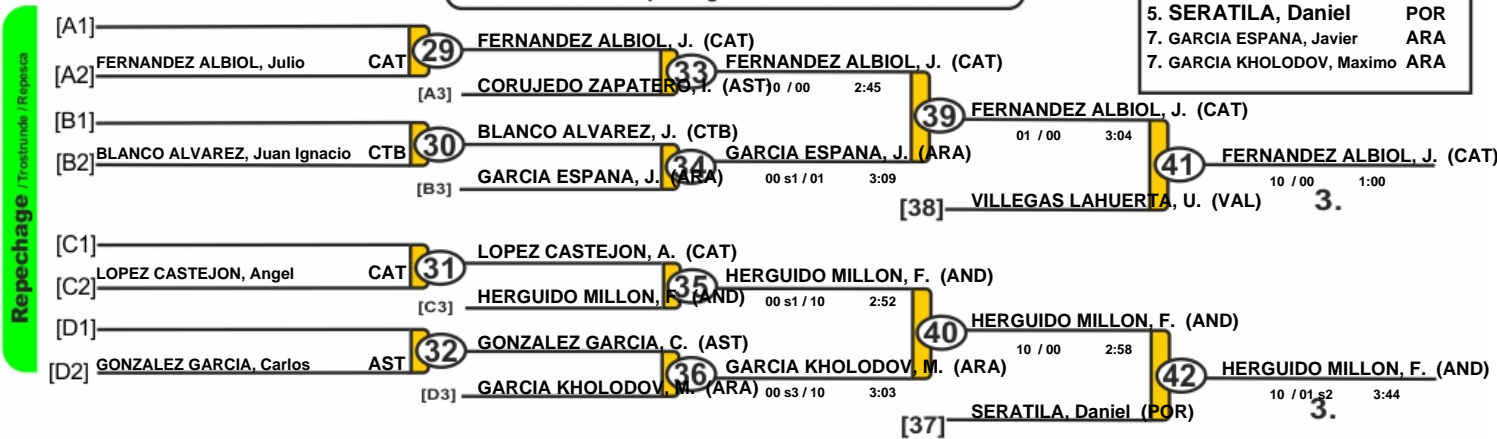 Repechage / Trostrunde / Repesca
5. SERATILA, Daniel POR
7. GARCIA ESPANA, Javier ARA
7. GARCIA KHOLODOV, Maximo ARA
[A1]
[A2] FERNANDEZ ALBIOL, Julio CAT
29
FERNANDEZ ALBIOL, J. (CAT)
[A3] CORUJEDO ZAPATERO, I. (AST)
33
FERNANDEZ ALBIOL, J. (CAT)
10 / 00 2:45
[B1]
[B2] BLANCO ALVAREZ, Juan Ignacio CTB
30
BLANCO ALVAREZ, J. (CTB)
[B3] GARCIA ESPANA, J. (ARA)
34
GARCIA ESPANA, J. (ARA)
00 s1 / 01 3:09
39
FERNANDEZ ALBIOL, J. (CAT)
01 / 00 3:04
[38] VILLEGAS LAHUERTA, U. (VAL)
41
FERNANDEZ ALBIOL, J. (CAT)
10 / 00 1:00
3.
[C1]
[C2] LOPEZ CASTEJON, Angel CAT
31
LOPEZ CASTEJON, A. (CAT)
[C3] HERGUIDO MILLON, F. (AND)
35
HERGUIDO MILLON, F. (AND)
00 s1 / 10 2:52
[D1]
[D2] GONZALEZ GARCIA, Carlos AST
32
GONZALEZ GARCIA, C. (AST)
[D3] GARCIA KHOLODOV, M. (ARA)
36
GARCIA KHOLODOV, M. (ARA)
00 s3 / 10 3:03
40
HERGUIDO MILLON, F. (AND)
10 / 00 2:58
[37] SERATILA, Daniel (POR)
42
HERGUIDO MILLON, F. (AND)
10 / 01 s2 3:44
3.